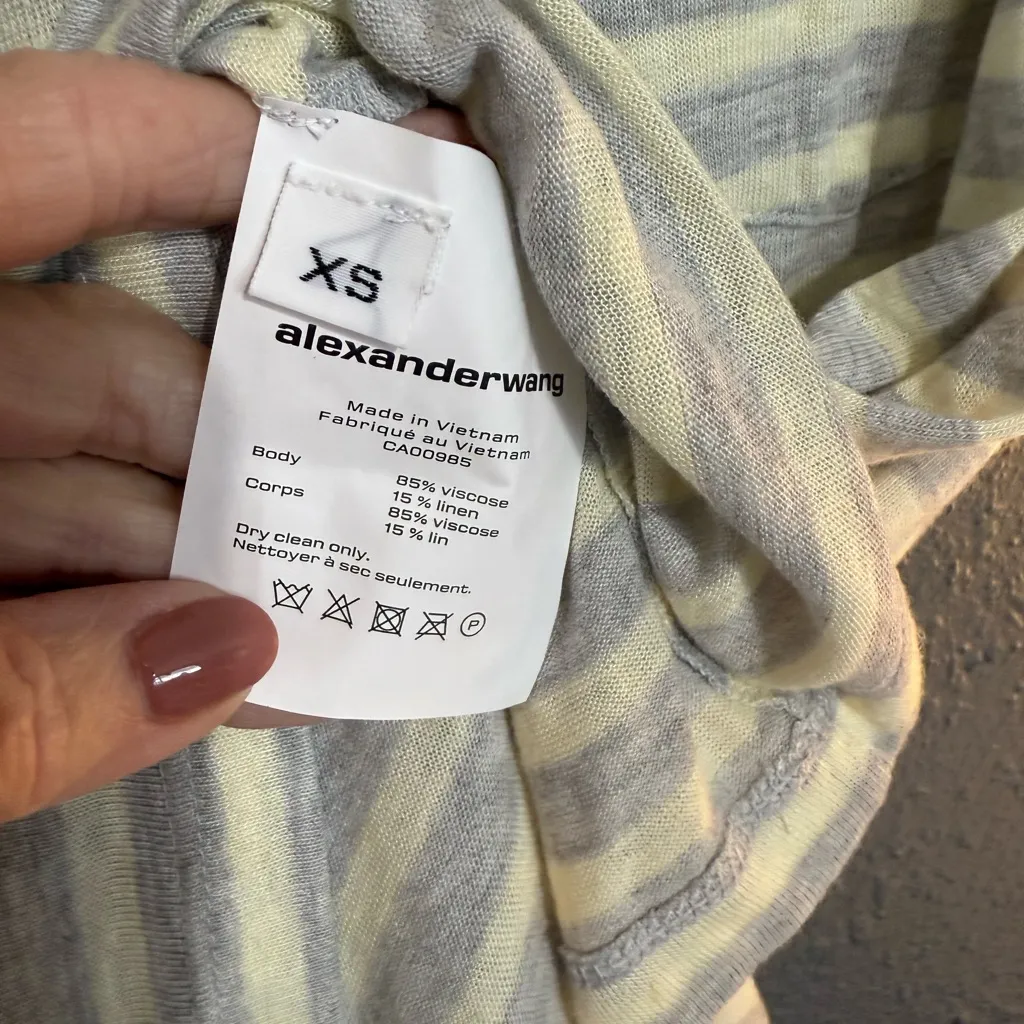 XS
alexanderwang
Made in Vietnam
Fabriqué au Vietnam
CA00985
Body
85% viscose
15 % linen
Corps
85% viscose
15 % lin
Dry clean only.
Nettoyer à sec seulement.
P